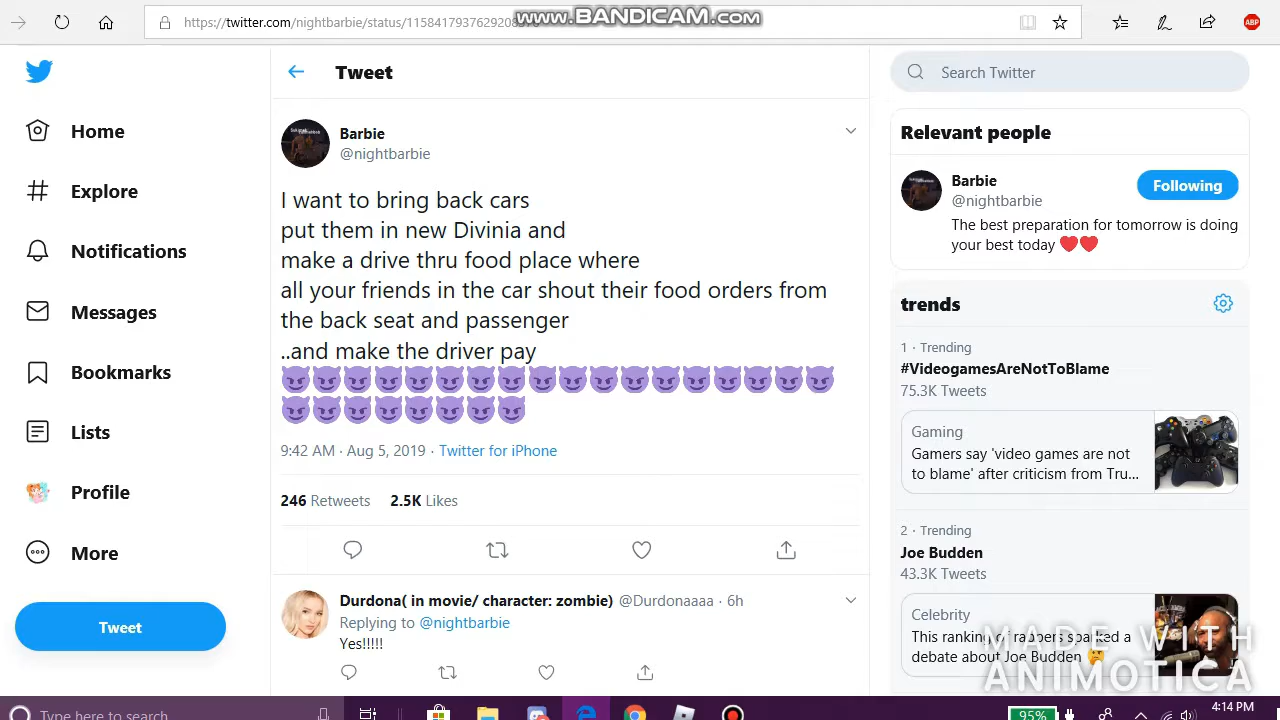 https://twitter.com/nightbarbie/status/1158417937629208
www.BANDICAM.com
ABP
Tweet
Search Twitter
Home
Explore
Notifications
Messages
Bookmarks
Lists
Profile
More
Tweet
Barbie
@nightbarbie
I want to bring back cars
put them in new Divinia and
make a drive thru food place where
all your friends in the car shout their food orders from
the back seat and passenger
..and make the driver pay
😈😈😈😈😈😈😈😈😈😈😈😈😈😈😈😈😈😈
😈😈😈😈😈😈😈😈
9:42 AM · Aug 5, 2019 · Twitter for iPhone
246 Retweets 2.5K Likes
Durdona( in movie/ character: zombie) @Durdonaaaa · 6h
Replying to @nightbarbie
Yes!!!!!
Relevant people
Barbie
@nightbarbie
Following
The best preparation for tomorrow is doing
your best today ❤️❤️
trends
1 · Trending
#VideogamesAreNotToBlame
75.3K Tweets
Gaming
Gamers say 'video games are not
to blame' after criticism from Tru...
2 · Trending
Joe Budden
43.3K Tweets
Celebrity
This ranking of rappers sparked a
debate about Joe Budden 🤔
MADE WITH
ANIMOTICA
Type here to search
95%
4:14 PM